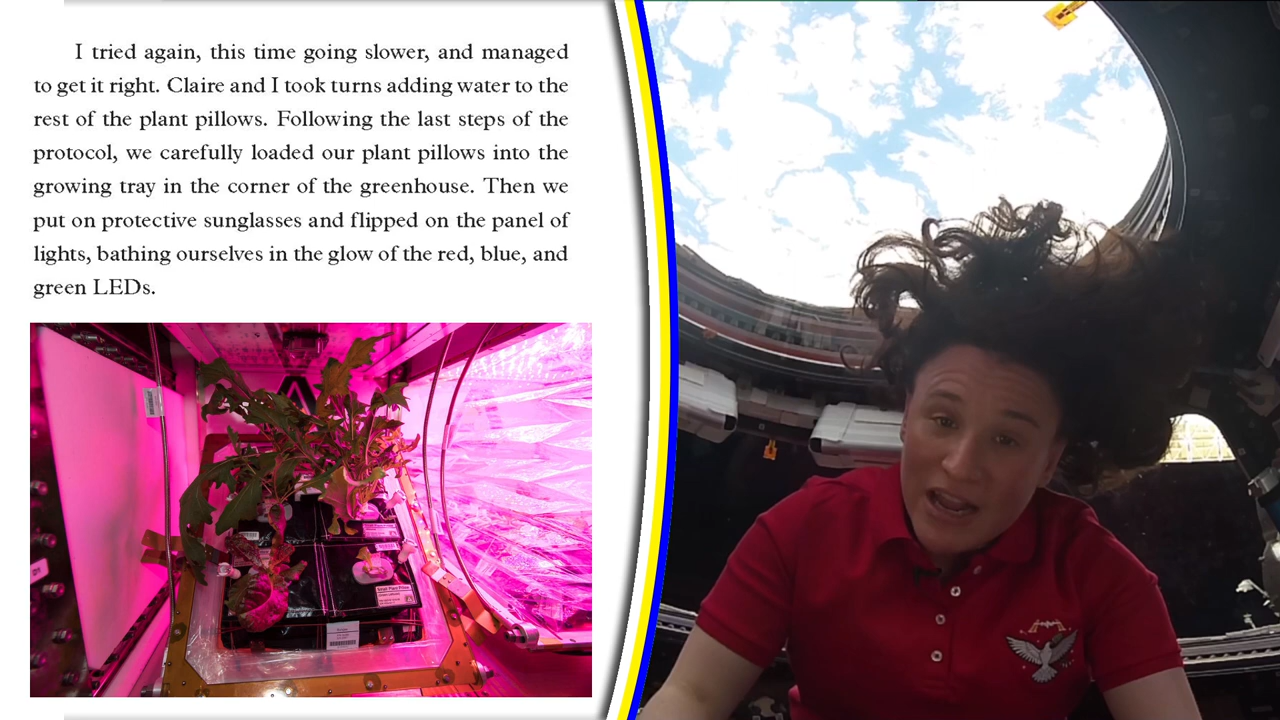 I tried again, this time going slower, and managed
to get it right. Claire and I took turns adding water to the
rest of the plant pillows. Following the last steps of the
protocol, we carefully loaded our plant pillows into the
growing tray in the corner of the greenhouse. Then we
put on protective sunglasses and flipped on the panel of
lights, bathing ourselves in the glow of the red, blue, and
green LEDs.